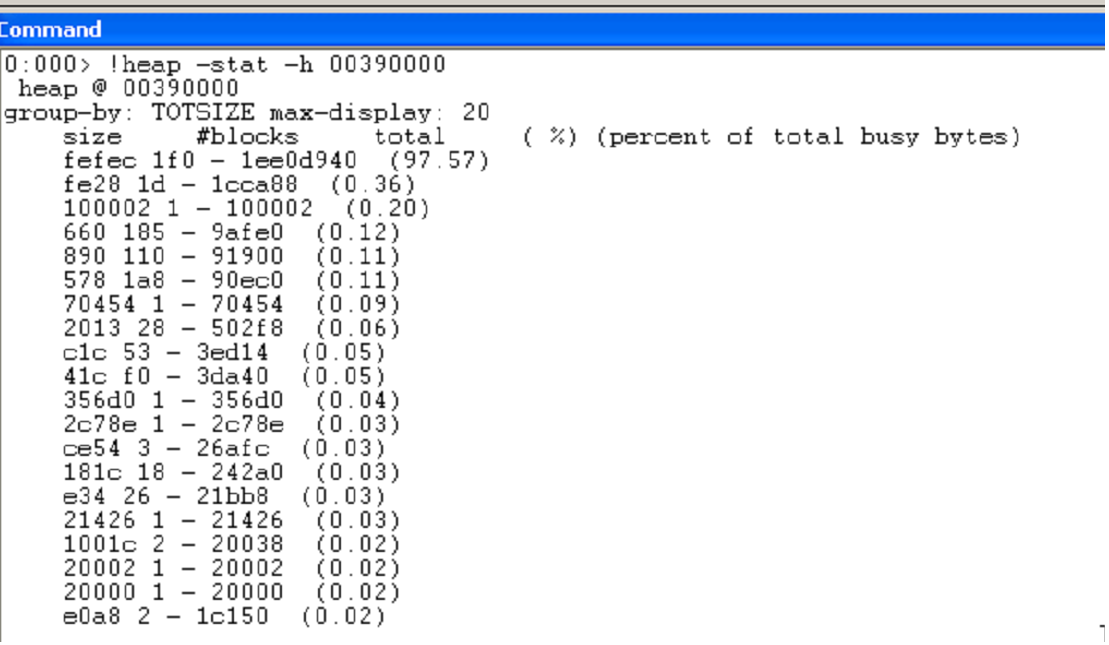 Command
0:000> !heap -stat -h 00390000
heap @ 00390000
group-by: TOTSIZE max-display: 20
size #blocks total ( %) (percent of total busy bytes)
fefec 1f0 - 1ee0d940 (97.57)
fe28 1d - 1cca88 (0.36)
100002 1 - 100002 (0.20)
660 185 - 9afe0 (0.12)
890 110 - 91900 (0.11)
578 1a8 - 90ec0 (0.11)
70454 1 - 70454 (0.09)
2013 28 - 502f8 (0.06)
c1c 53 - 3ed14 (0.05)
41c f0 - 3da40 (0.05)
356d0 1 - 356d0 (0.04)
2c78e 1 - 2c78e (0.03)
ce54 3 - 26afc (0.03)
181c 18 - 242a0 (0.03)
e34 26 - 21bb8 (0.03)
21426 1 - 21426 (0.03)
1001c 2 - 20038 (0.02)
20002 1 - 20002 (0.02)
20000 1 - 20000 (0.02)
e0a8 2 - 1c150 (0.02)